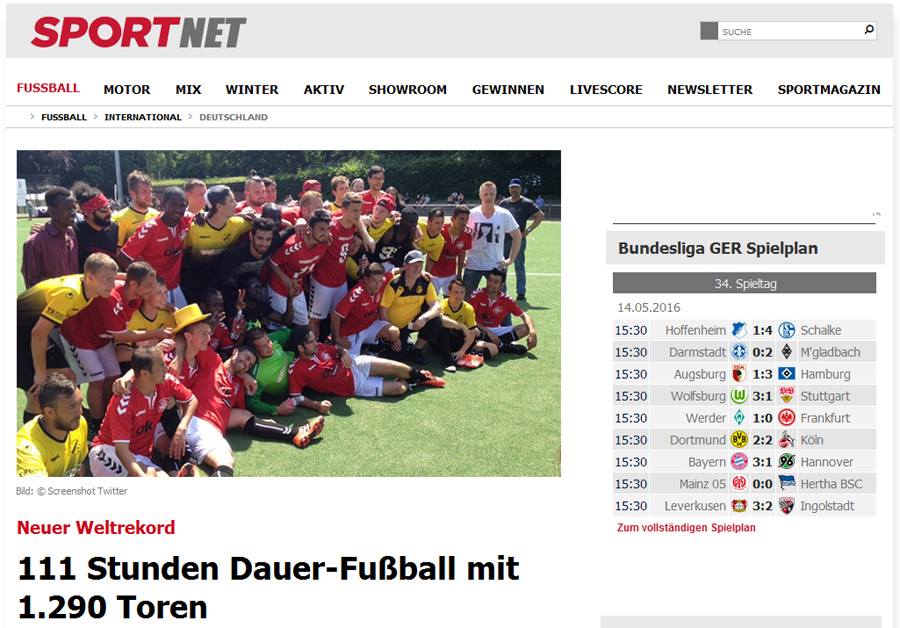 SPORTNET
SUCHE
FUSSBALL MOTOR MIX WINTER AKTIV SHOWROOM GEWINNEN LIVESCORE NEWSLETTER SPORTMAGAZIN
> FUSSBALL > INTERNATIONAL > DEUTSCHLAND
Bild: © Screenshot Twitter
Neuer Weltrekord
111 Stunden Dauer-Fußball mit
1.290 Toren
Bundesliga GER Spielplan
34. Spieltag
14.05.2016
15:30 Hoffenheim 1:4 Schalke
15:30 Darmstadt 0:2 M'gladbach
15:30 Augsburg 1:3 Hamburg
15:30 Wolfsburg 3:1 Stuttgart
15:30 Werder 1:0 Frankfurt
15:30 Dortmund 2:2 Köln
15:30 Bayern 3:1 Hannover
15:30 Mainz 05 0:0 Hertha BSC
15:30 Leverkusen 3:2 Ingolstadt
Zum vollständigen Spielplan